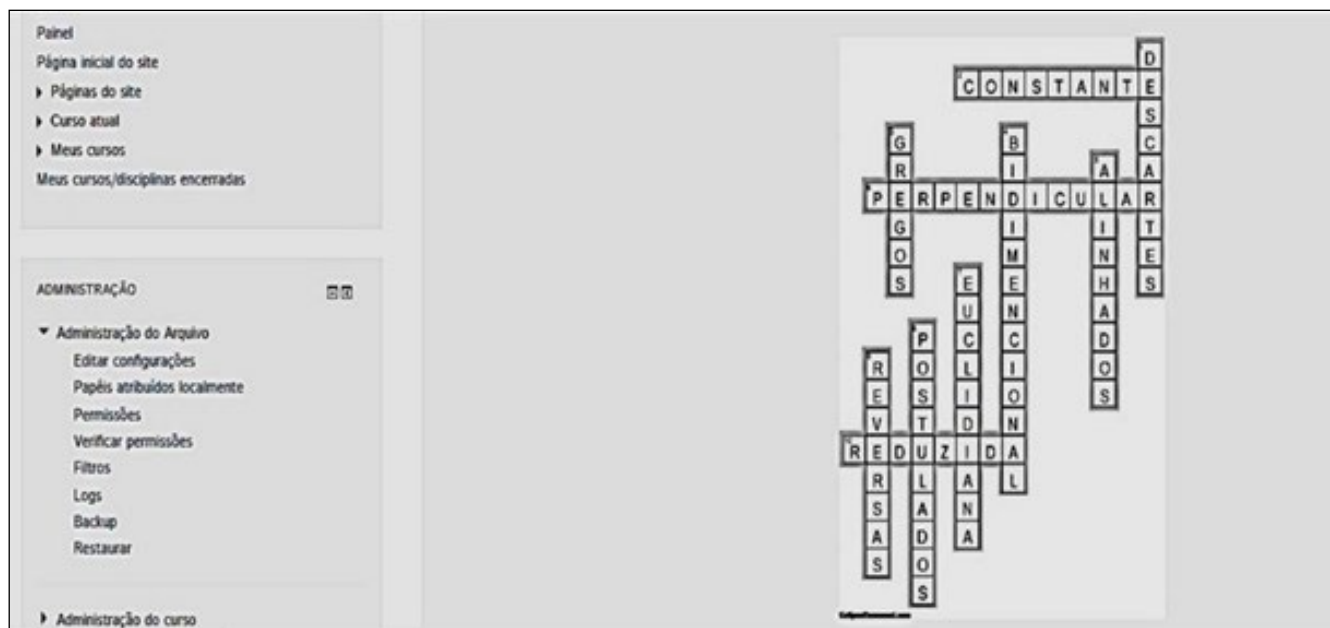 Painel
Página inicial do site
Páginas do site
Curso atual
Meus cursos
Meus cursos/disciplinas encerradas
ADMINISTRAÇÃO
Administração do Arquivo
Editar configurações
Papéis atribuídos localmente
Permissões
Verificar permissões
Filtros
Logs
Backup
Restaurar
Administração do curso
DESCARTES
CONSTANTE
GREGOS
BIDIMENCIONAL
ALINHADOS
PERPENDICULAR
EUCLIDIANA
POSTULADOS
REVERSAS
REDUZIDA